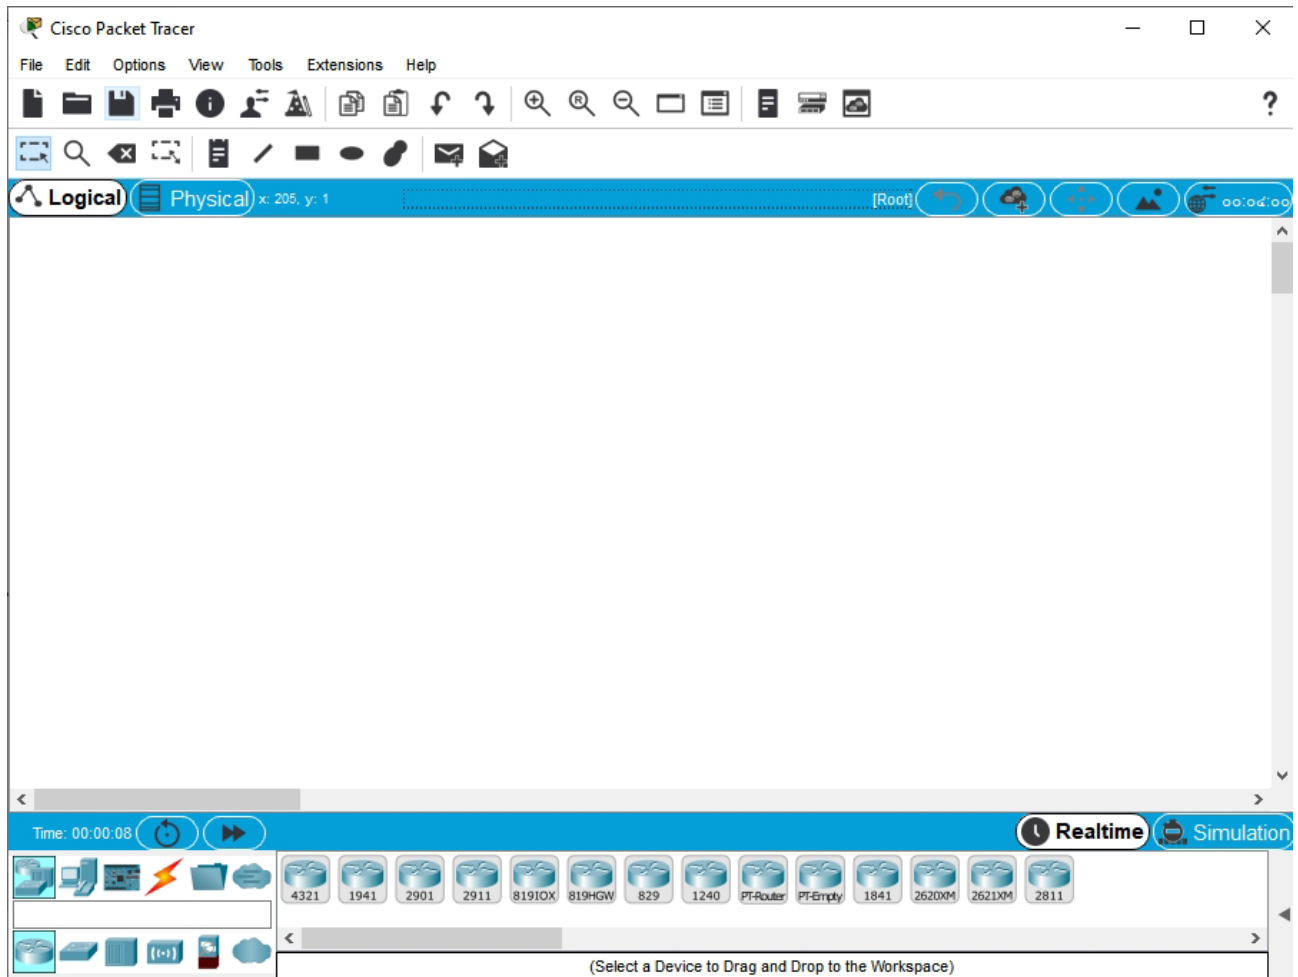 Cisco Packet Tracer
File Edit Options View Tools Extensions Help
Logical Physical x: 205, y: 1 [Root]
Time: 00:00:08 Realtime Simulation
4321 1941 2901 2911 819IOX 819HGW 829 1240 PT-Router PT-Empty 1841 2620XM 2621XM 2811
(Select a Device to Drag and Drop to the Workspace)